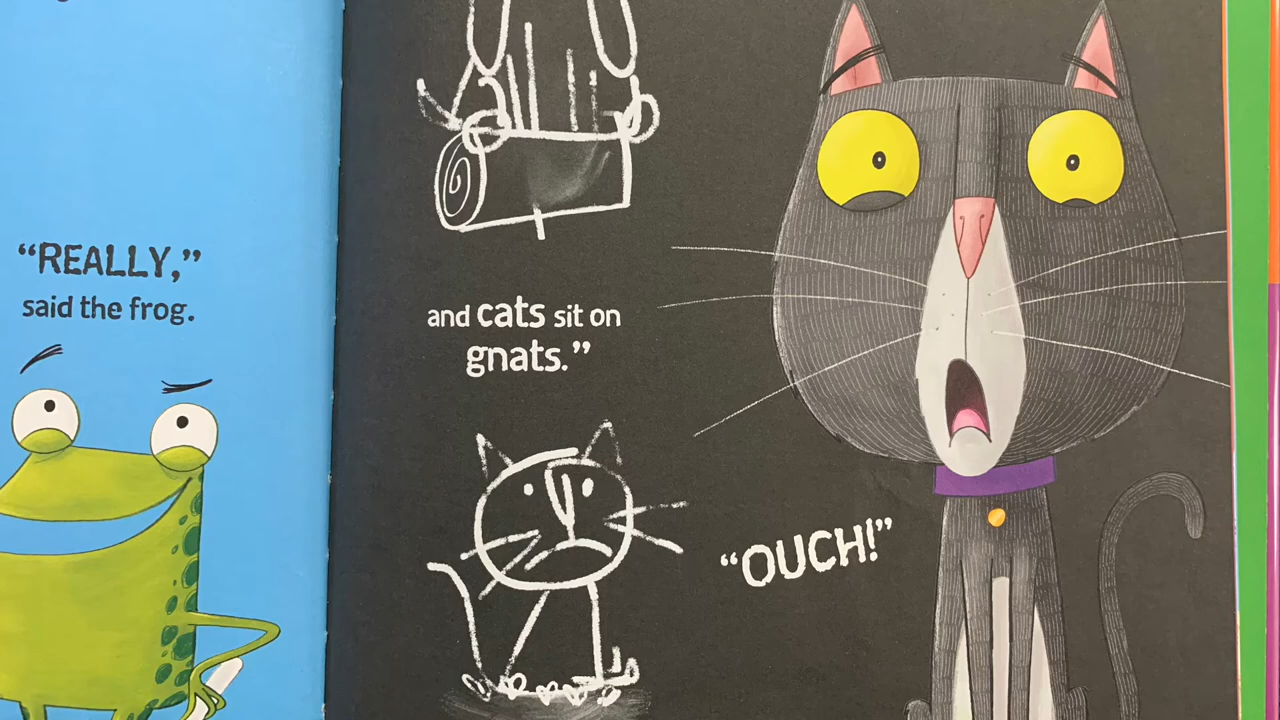 “REALLY,”
said the frog.
and cats sit on
gnats.”
“OUCH!”